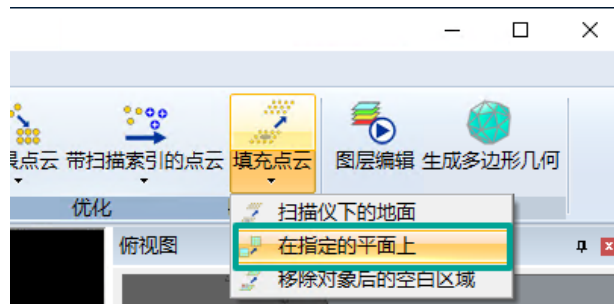 点云 带扫描索引的点云 填充点云 图层编辑 生成多边形几何
优化
扫描仪下的地面
俯视图
在指定的平面上
移除对象后的空白区域